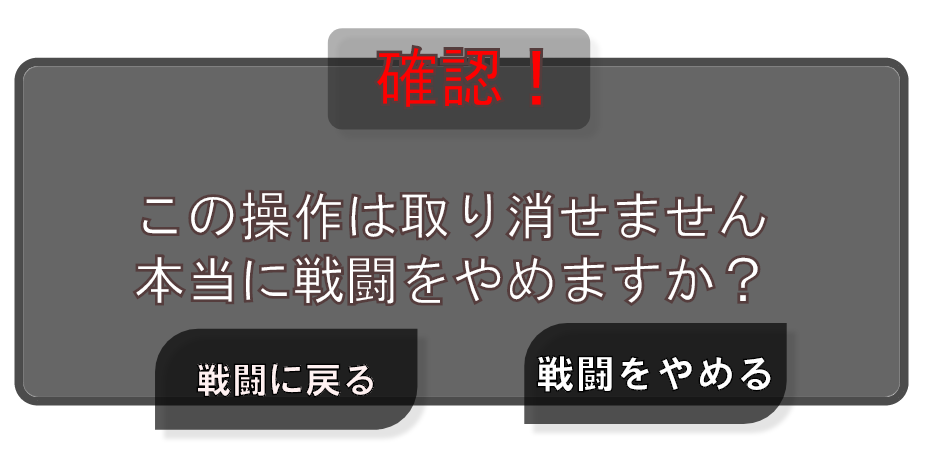 確認！
この操作は取り消せません
本当に戦闘をやめますか？
戦闘に戻る
戦闘をやめる